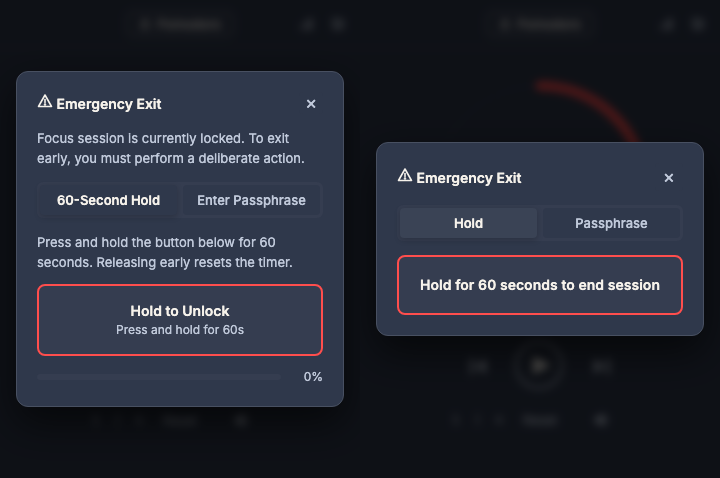 Emergency Exit
Focus session is currently locked. To exit
early, you must perform a deliberate action.
60-Second Hold
Enter Passphrase
Press and hold the button below for 60
seconds. Releasing early resets the timer.
Hold to Unlock
Press and hold for 60s
0%
Emergency Exit
Hold
Passphrase
Hold for 60 seconds to end session